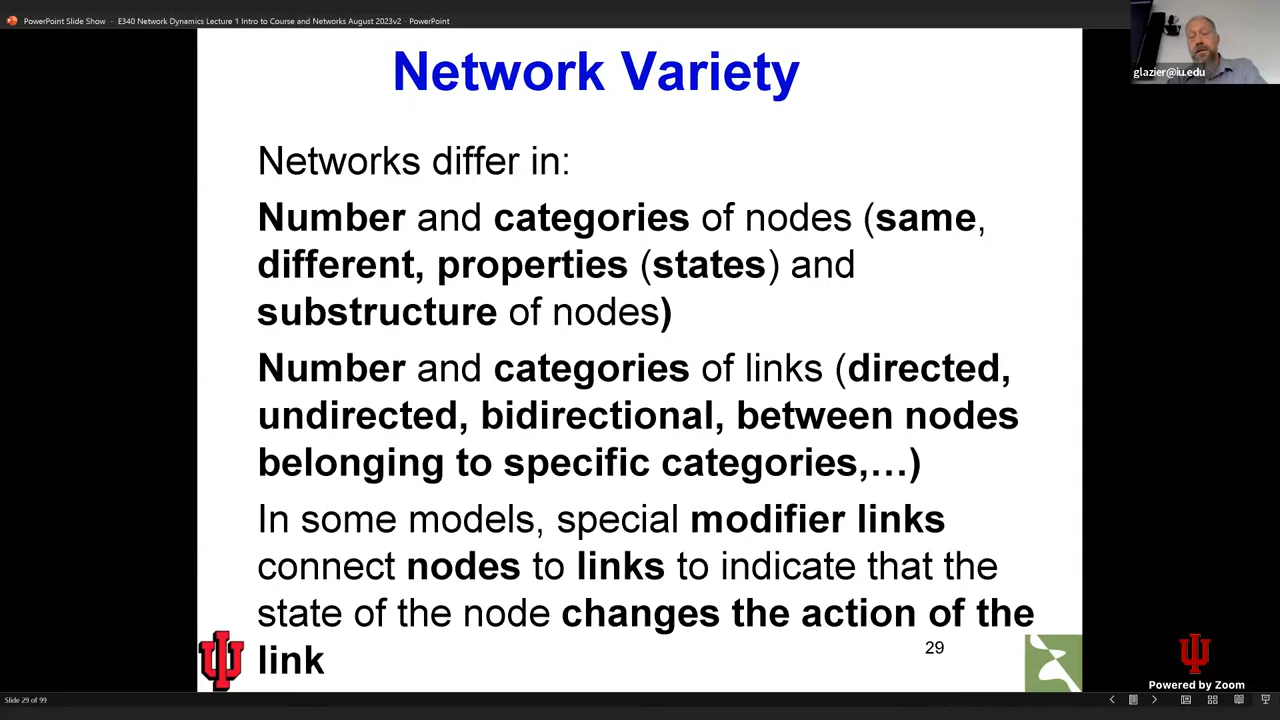 PowerPoint Slide Show - E340 Network Dynamics Lecture 1 Intro to Course and Networks August 2023v2 - PowerPoint
glazier@iu.edu
Network Variety
Networks differ in:
Number and categories of nodes (same,
different, properties (states) and
substructure of nodes)
Number and categories of links (directed,
undirected, bidirectional, between nodes
belonging to specific categories,…)
In some models, special modifier links
connect nodes to links to indicate that the
state of the node changes the action of the
link
29
Powered by Zoom
Slide 29 of 99